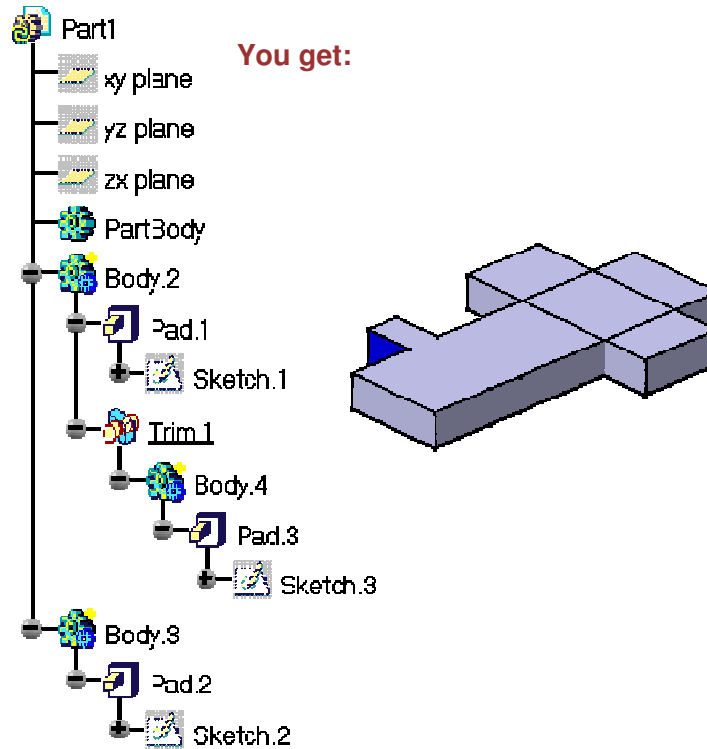 Part1
You get:
xy plane
yz plane
zx plane
PartBody
Body.2
Pad.1
Sketch.1
Trim.1
Body.4
Pad.3
Sketch.3
Body.3
Pad.2
Sketch.2